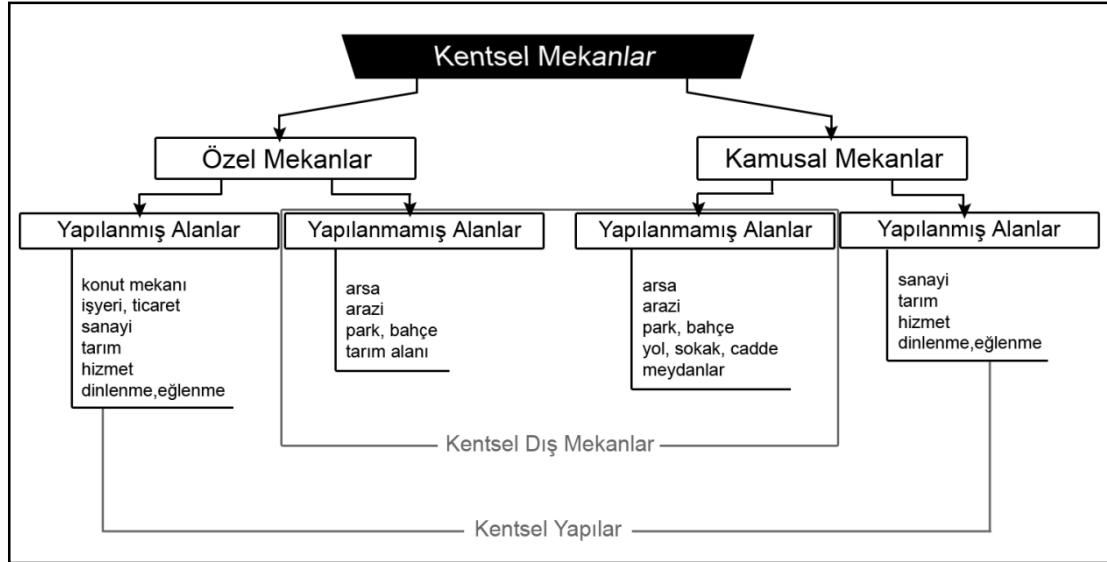 Kentsel Mekanlar
Özel Mekanlar
Kamusal Mekanlar
Yapılanmış Alanlar
Yapılanmamış Alanlar
Yapılanmamış Alanlar
Yapılanmış Alanlar
konut mekanı
işyeri, ticaret
sanayi
tarım
hizmet
dinlenme,eğlenme
arsa
arazi
park, bahçe
tarım alanı
arsa
arazi
park, bahçe
yol, sokak, cadde
meydanlar
sanayi
tarım
hizmet
dinlenme,eğlenme
Kentsel Dış Mekanlar
Kentsel Yapılar